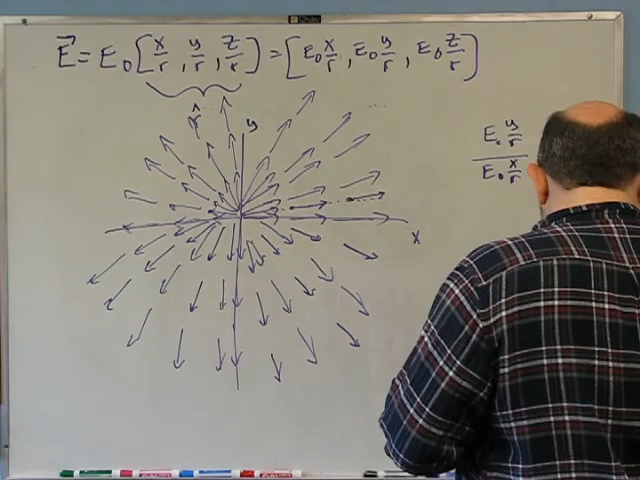 E⃗ = E₀[x/r, y/r, z/r] = [E₀ x/r, E₀ y/r, E₀ z/r]
r̂
y
x
E₀ y/r
E₀ x/r